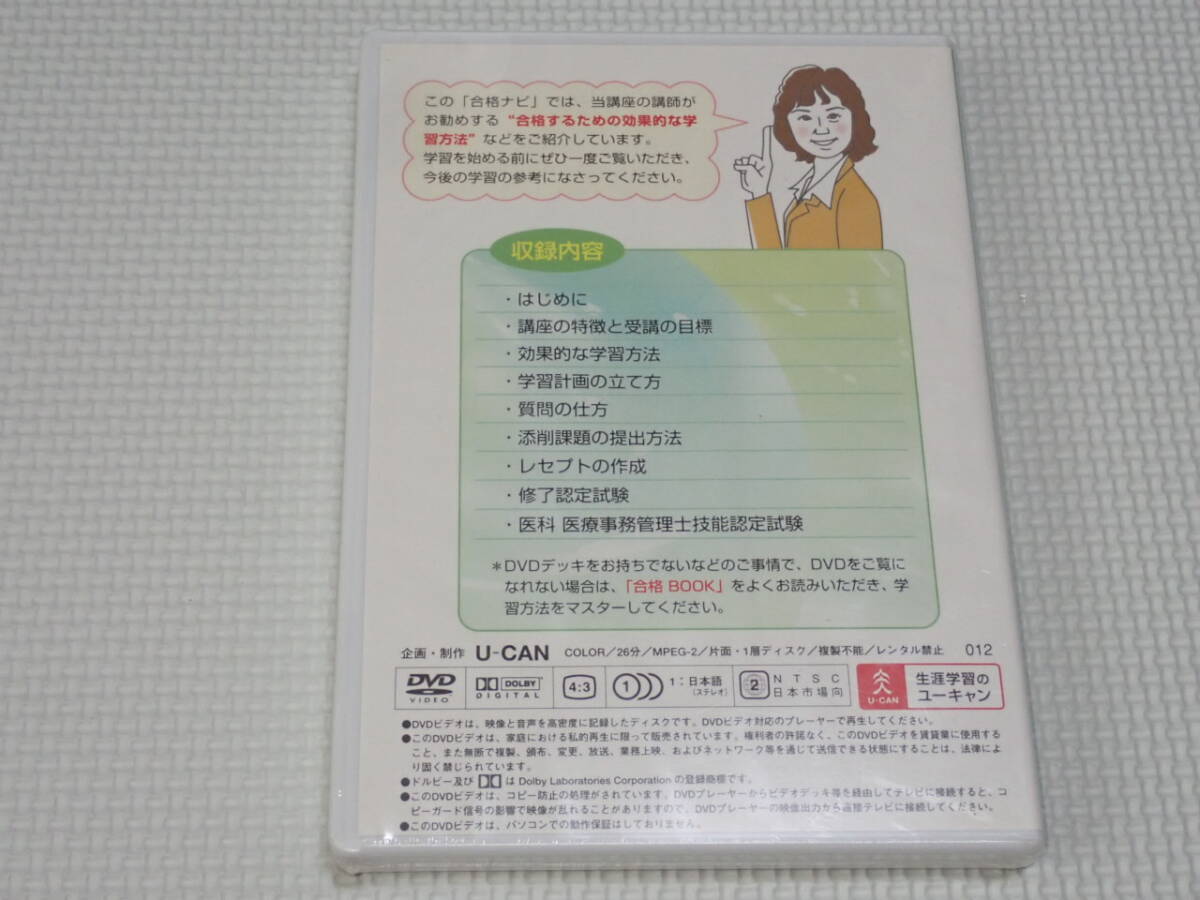 この「合格ナビ」では、当講座の講師が
お勧めする“合格するための効果的な学
習方法”などをご紹介しています。
学習を始める前にぜひ一度ご覧いただき、
今後の学習の参考になさってください。
収録内容
・はじめに
・講座の特徴と受講の目標
・効果的な学習方法
・学習計画の立て方
・質問の仕方
・添削課題の提出方法
・レセプトの作成
・修了認定試験
・医科 医療事務管理士技能認定試験
＊DVDデッキをお持ちでないなどのご事情で、DVDをご覧に
なれない場合は、「合格 BOOK」をよくお読みいただき、学
習方法をマスターしてください。
企画・制作 U-CAN COLOR／26分／MPEG-2／片面・1層ディスク／複製不能／レンタル禁止 012
DVD VIDEO
DOLBY DIGITAL
4:3
1
1：日本語
(ステレオ)
2
NTSC
日本市場向
U-CAN
生涯学習の
ユーキャン
●DVDビデオは、映像と音声を高密度に記録したディスクです。DVDビデオ対応のプレーヤーで再生してください。
●このDVDビデオは、家庭における私的再生に限って販売されています。権利者の許諾なく、このDVDビデオを賃貸業に使用する
こと、また無断で複製、頒布、変更、放送、業務上映、およびネットワーク等を通じて送信できる状態にすることは、法律によ
り固く禁じられています。
●ドルビー及び は Dolby Laboratories Corporation の登録商標です。
●このDVDビデオは、コピー防止の処理がされています。DVDプレーヤーからビデオデッキ等を経由してテレビに接続すると、コ
ピーガード信号の影響で映像が乱れることがありますので、DVDプレーヤーの映像出力から直接テレビに接続してください。
●このDVDビデオは、パソコンでの動作保証はしておりません。